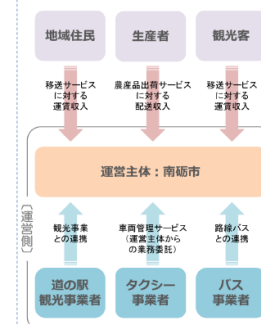 地域住民
生産者
観光客
移送サービス
に対する
運賃収入
農産品出荷サービス
に対する
配送収入
移送サービス
に対する
運賃収入
運営主体：南砺市
〔運営側〕
観光事業
との連携
車両管理サービス
（運営主体から
の業務委託）
路線バス
との連携
道の駅
観光事業者
タクシー
事業者
バス
事業者